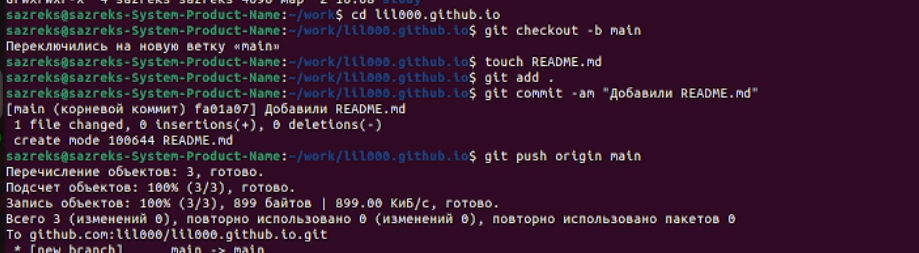 sazreks@sazreks-System-Product-Name:~/work$ cd lil000.github.io
sazreks@sazreks-System-Product-Name:~/work/lil000.github.io$ git checkout -b main
Переключились на новую ветку «main»
sazreks@sazreks-System-Product-Name:~/work/lil000.github.io$ touch README.md
sazreks@sazreks-System-Product-Name:~/work/lil000.github.io$ git add .
sazreks@sazreks-System-Product-Name:~/work/lil000.github.io$ git commit -am "Добавили README.md"
[main (корневой коммит) fa01a07] Добавили README.md
1 file changed, 0 insertions(+), 0 deletions(-)
create mode 100644 README.md
sazreks@sazreks-System-Product-Name:~/work/lil000.github.io$ git push origin main
Перечисление объектов: 3, готово.
Подсчет объектов: 100% (3/3), готово.
Запись объектов: 100% (3/3), 899 байтов | 899.00 КиБ/с, готово.
Всего 3 (изменений 0), повторно использовано 0 (изменений 0), повторно использовано пакетов 0
To github.com:lil000/lil000.github.io.git
* [new branch] main -> main